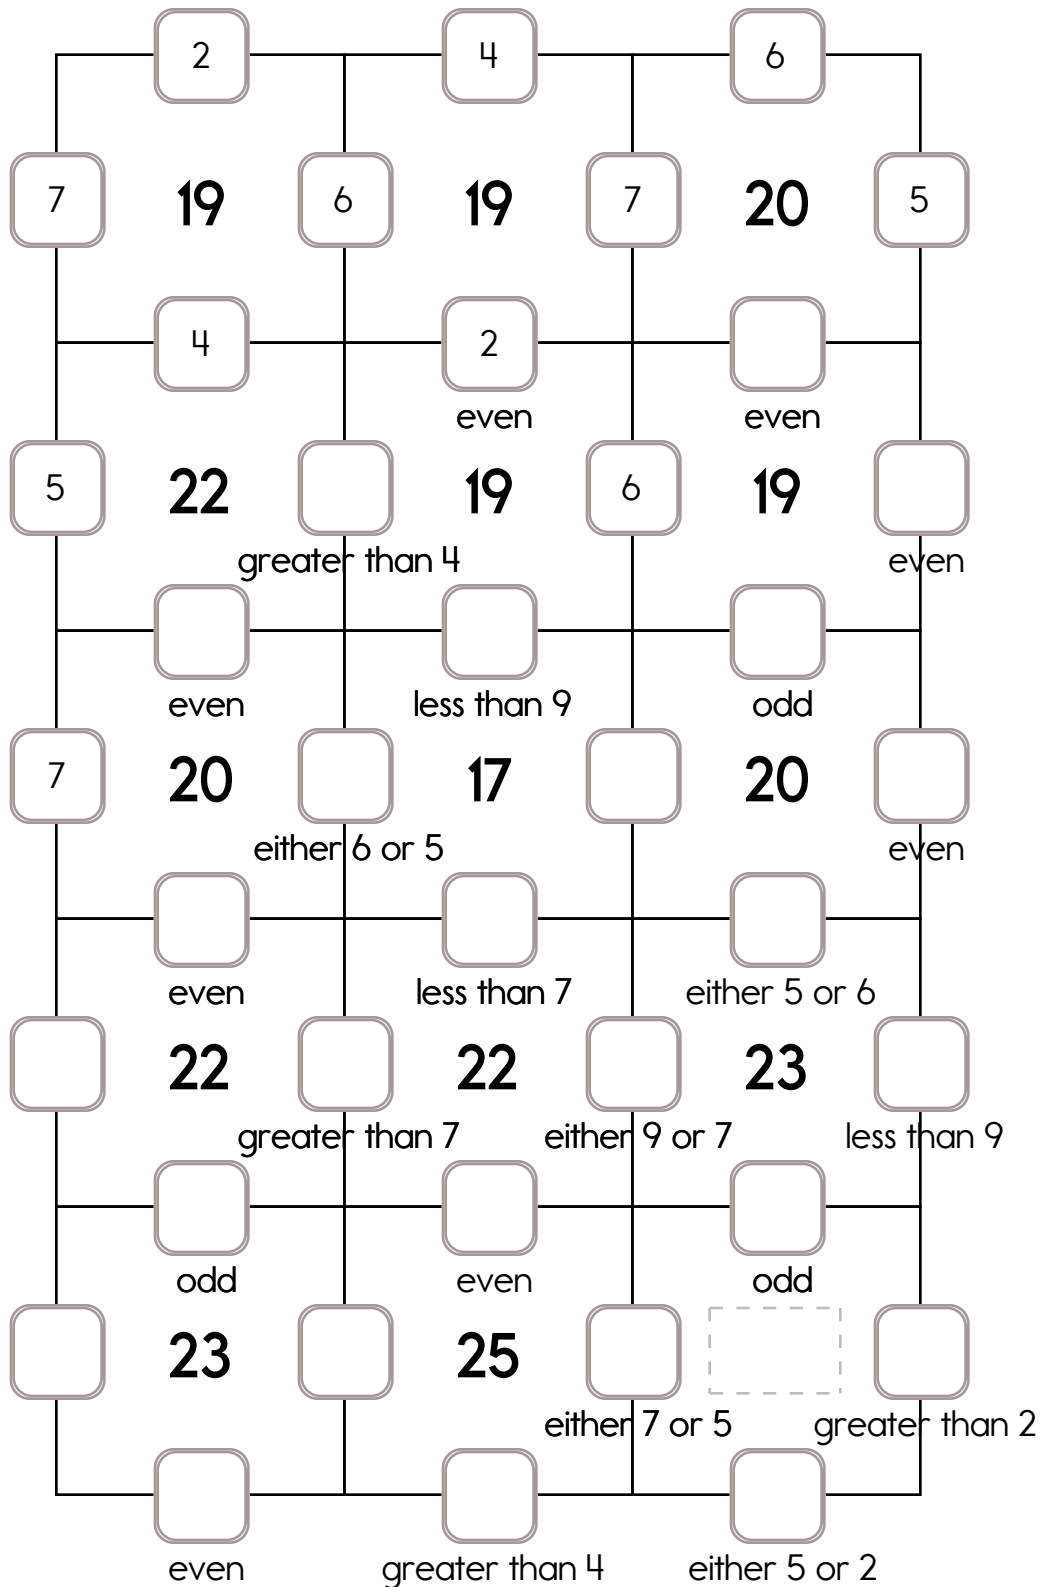 2 4 6
7 19 6 19 7 20 5
4 2
even even
5 22 19 6 19
greater than 4 even
even less than 9 odd
7 20 17 20
either 6 or 5 even
even less than 7 either 5 or 6
22 22 23
greater than 7 either 9 or 7 less than 9
odd even odd
23 25
either 7 or 5 greater than 2
even greater than 4 either 5 or 2